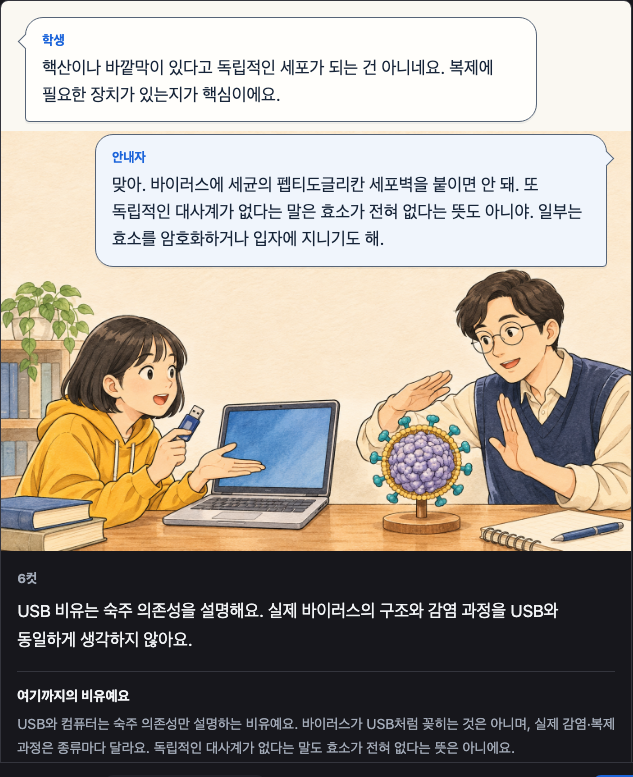 학생
핵산이나 바깥막이 있다고 독립적인 세포가 되는 건 아니네요. 복제에
필요한 장치가 있는지가 핵심이에요.
안내자
맞아. 바이러스에 세균의 펩티도글리칸 세포벽을 붙이면 안 돼. 또
독립적인 대사계가 없다는 말은 효소가 전혀 없다는 뜻도 아니야. 일부는
효소를 암호화하거나 입자에 지니기도 해.
6컷
USB 비유는 숙주 의존성을 설명해요. 실제 바이러스의 구조와 감염 과정을 USB와
동일하게 생각하지 않아요.
여기까지의 비유예요
USB와 컴퓨터는 숙주 의존성만 설명하는 비유예요. 바이러스가 USB처럼 꽂히는 것은 아니며, 실제 감염·복제
과정은 종류마다 달라요. 독립적인 대사계가 없다는 말도 효소가 전혀 없다는 뜻은 아니에요.